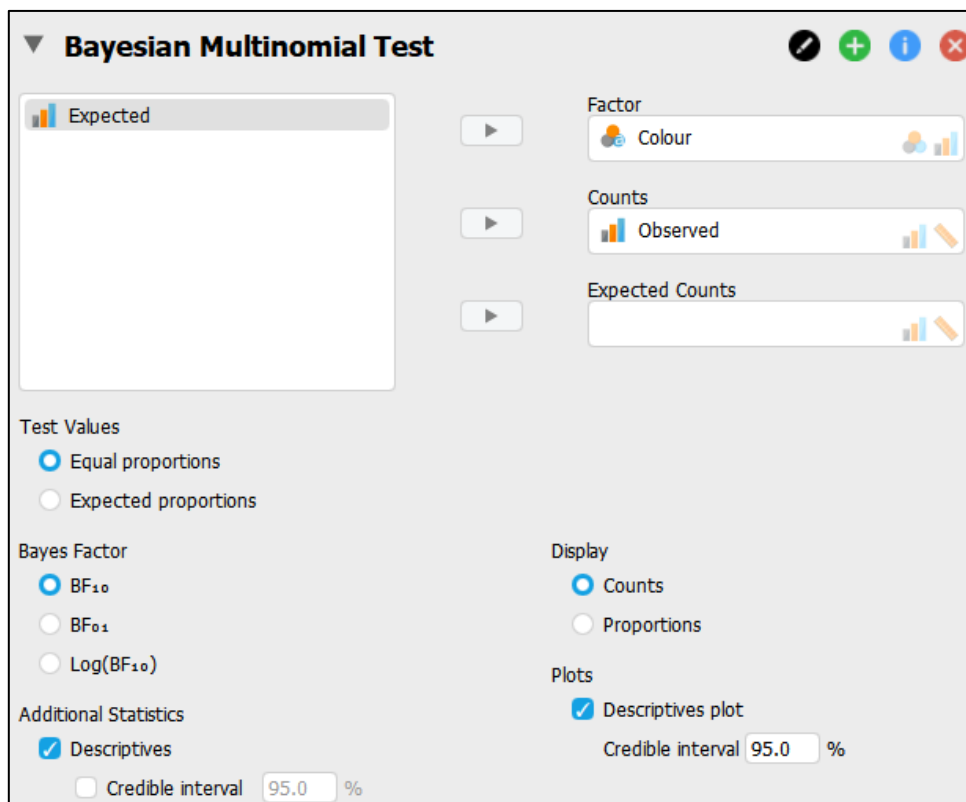 Bayesian Multinomial Test
Expected
Factor
Colour
Counts
Observed
Expected Counts
Test Values
Equal proportions
Expected proportions
Bayes Factor
BF₁₀
BF₀₁
Log(BF₁₀)
Additional Statistics
Descriptives
Credible interval 95.0 %
Display
Counts
Proportions
Plots
Descriptives plot
Credible interval 95.0 %